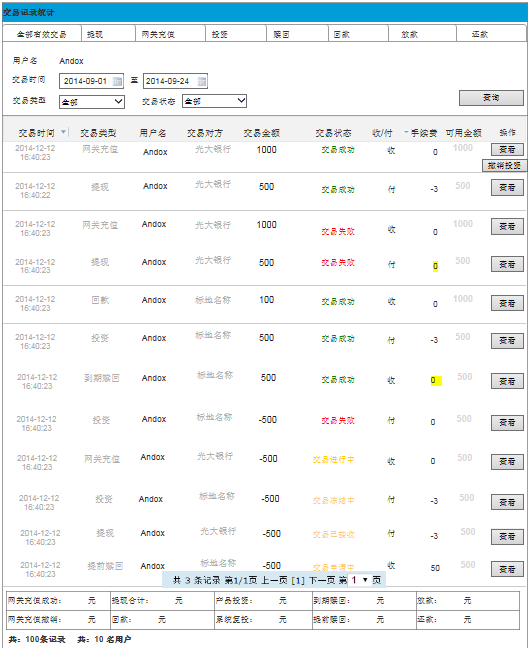 交易记录统计
全部有效交易 提现 网关充值 投资 赎回 回款 放款 还款
用户名 Andox
交易时间 2014-09-01 至 2014-09-24
交易类型 全部 交易状态 全部 查询
交易时间 交易类型 用户名 交易对方 交易金额 交易状态 收/付 手续费 可用金额 操作
2014-12-12 16:40:23 网关充值 Andox 光大银行 1000 交易成功 收 0 1000 查看
撤销投资
2014-12-12 16:40:22 提现 Andox 光大银行 500 交易成功 付 -3 500 查看
2014-12-12 16:40:23 网关充值 Andox 光大银行 1000 交易失败 收 0 1000 查看
2014-12-12 16:40:23 提现 Andox 光大银行 500 交易失败 付 0 500 查看
2014-12-12 16:40:23 回款 Andox 标地名称 100 交易成功 收 0 1000 查看
2014-12-12 16:40:23 投资 Andox 标地名称 500 交易成功 付 -3 500 查看
2014-12-12 16:40:23 到期赎回 Andox 标地名称 500 交易成功 收 0 500 查看
2014-12-12 16:40:23 投资 Andox 标地名称 -500 交易失败 付 0 500 查看
2014-12-12 16:40:23 网关充值 Andox 光大银行 -500 交易进行中 收 0 500 查看
2014-12-12 16:40:23 投资 Andox 标地名称 -500 交易冻结中 付 -3 500 查看
2014-12-12 16:40:23 提现 Andox 光大银行 -500 交易已接收 付 -3 500 查看
2014-12-12 16:40:23 提前赎回 Andox 标地名称 -500 交易申请中 收 50 500 查看
共 3 条记录 第1/1页 上一页 [1] 下一页 第 1 页
网关充值成功： 元 提现合计： 元 产品投资： 元 到期赎回： 元 放款： 元
网关充值撤销： 元 回款： 元 系统复投： 元 提前赎回： 元 还款： 元
共：100条记录 共：10 名用户